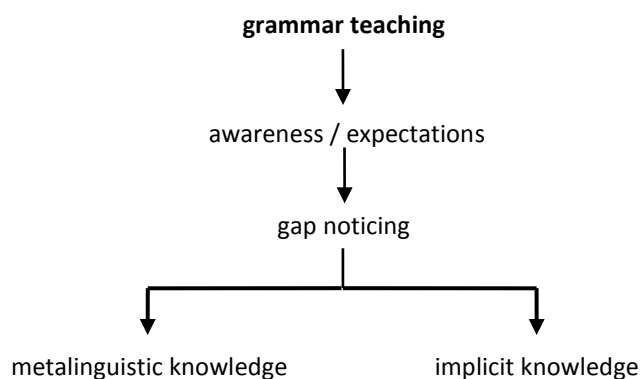 grammar teaching
awareness / expectations
gap noticing
metalinguistic knowledge
implicit knowledge